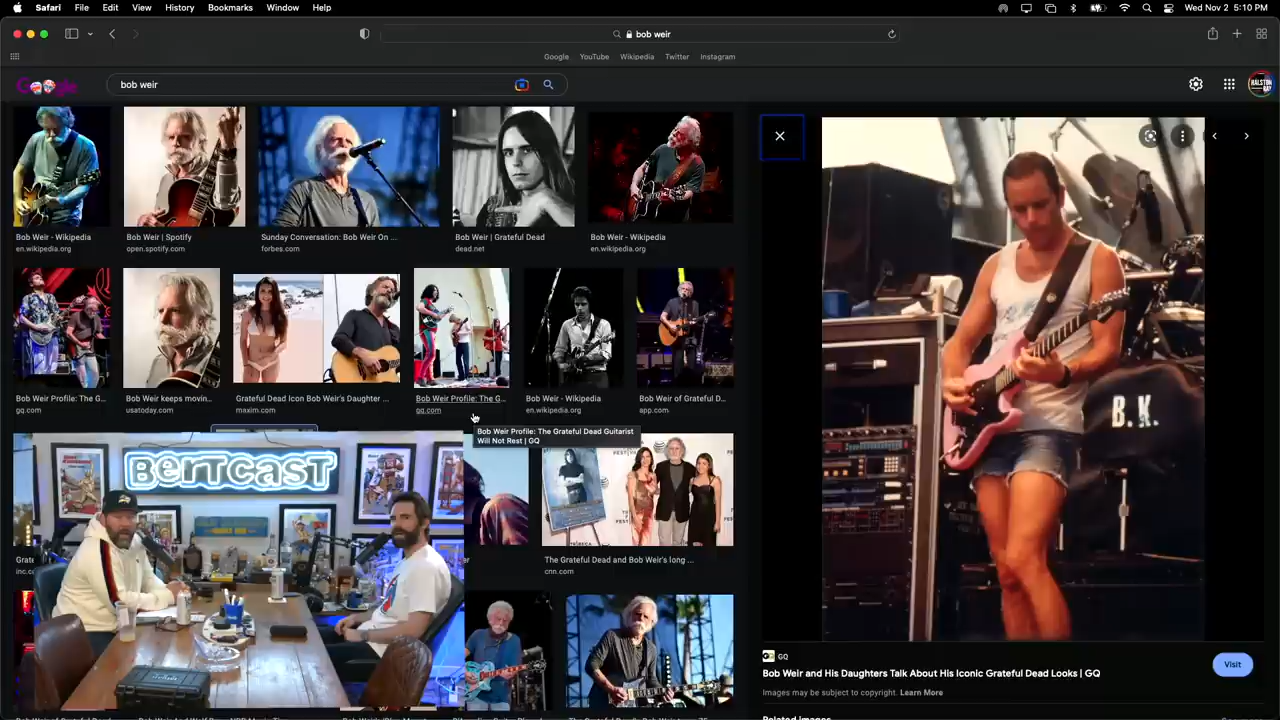 Safari File Edit View History Bookmarks Window Help Wed Nov 2 5:10 PM
bob weir
Google YouTube Wikipedia Twitter Instagram
Google bob weir
Bob Weir - Wikipedia
en.wikipedia.org
Bob Weir | Spotify
open.spotify.com
Sunday Conversation: Bob Weir On ...
forbes.com
Bob Weir | Grateful Dead
dead.net
Bob Weir - Wikipedia
en.wikipedia.org
Bob Weir Profile: The G...
gq.com
Bob Weir keeps movin...
usatoday.com
Grateful Dead Icon Bob Weir's Daughter ...
maxim.com
Bob Weir Profile: The G...
gq.com
Bob Weir - Wikipedia
en.wikipedia.org
Bob Weir of Grateful D...
app.com
Bob Weir Profile: The Grateful Dead Guitarist
Will Not Rest | GQ
BERTCAST
Grate
inc.c
The Grateful Dead and Bob Weir's long ...
cnn.com
B.K.
GQ
Bob Weir and His Daughters Talk About His Iconic Grateful Dead Looks | GQ
Visit
Images may be subject to copyright. Learn More
Related images